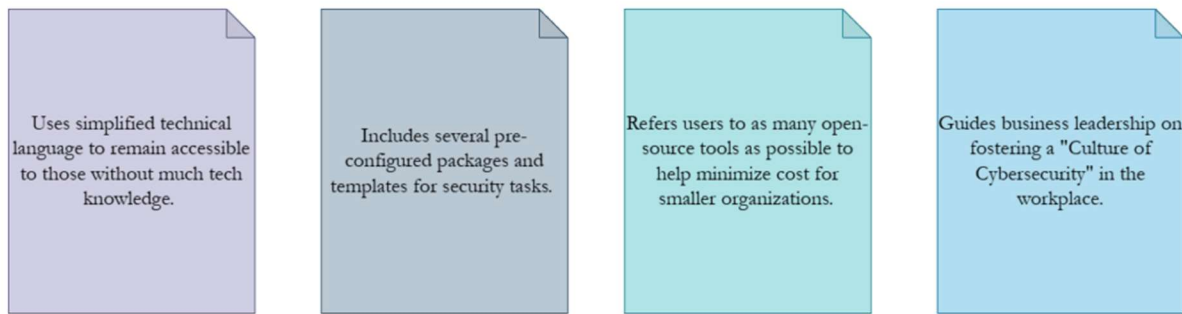 Uses simplified technical
language to remain accessible
to those without much tech
knowledge.
Includes several pre-
configured packages and
templates for security tasks.
Refers users to as many open-
source tools as possible to
help minimize cost for
smaller organizations.
Guides business leadership on
fostering a "Culture of
Cybersecurity" in the
workplace.